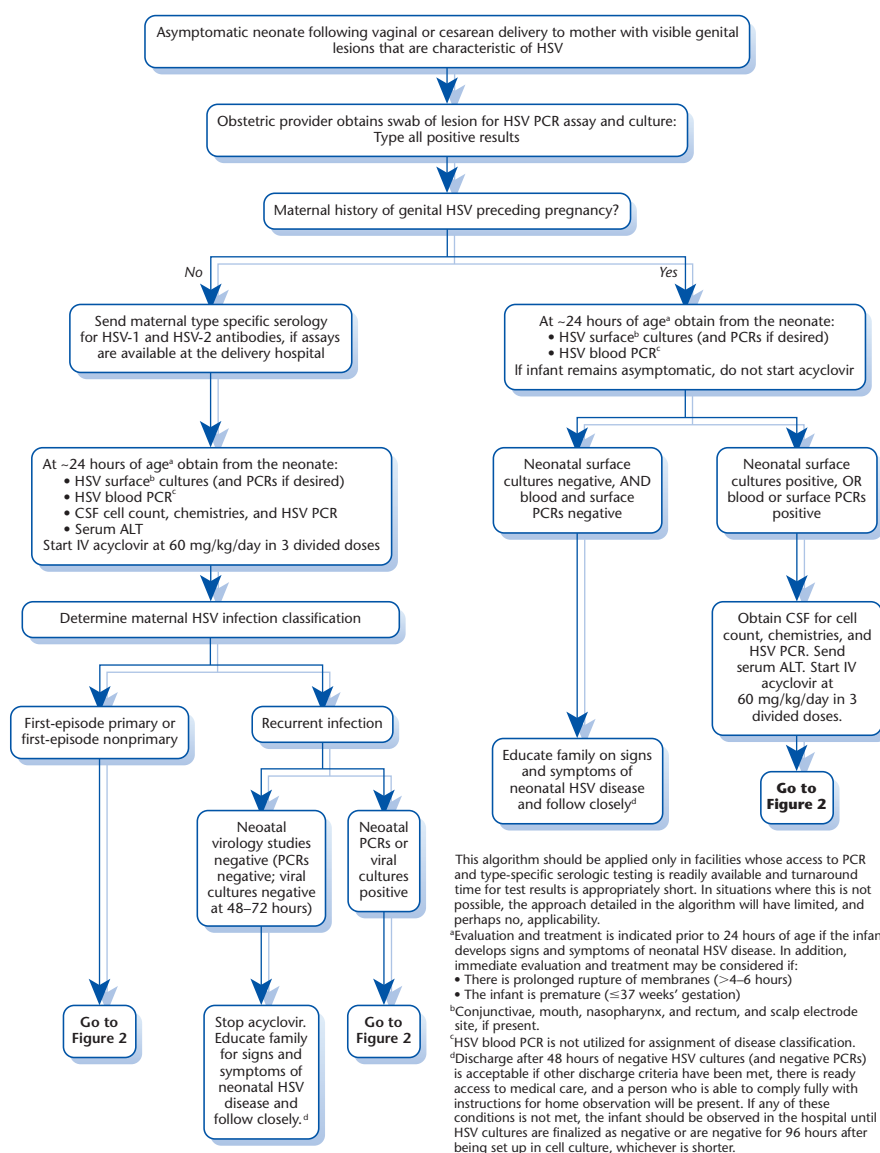 Asymptomatic neonate following vaginal or cesarean delivery to mother with visible genital
lesions that are characteristic of HSV
Obstetric provider obtains swab of lesion for HSV PCR assay and culture:
Type all positive results
Maternal history of genital HSV preceding pregnancy?
No
Yes
Send maternal type specific serology
for HSV-1 and HSV-2 antibodies, if assays
are available at the delivery hospital
At ~24 hours of ageᵃ obtain from the neonate:
• HSV surfaceᵇ cultures (and PCRs if desired)
• HSV blood PCRᶜ
If infant remains asymptomatic, do not start acyclovir
At ~24 hours of ageᵃ obtain from the neonate:
• HSV surfaceᵇ cultures (and PCRs if desired)
• HSV blood PCRᶜ
• CSF cell count, chemistries, and HSV PCR
• Serum ALT
Start IV acyclovir at 60 mg/kg/day in 3 divided doses
Neonatal surface
cultures negative, AND
blood and surface
PCRs negative
Neonatal surface
cultures positive, OR
blood or surface PCRs
positive
Determine maternal HSV infection classification
Obtain CSF for cell
count, chemistries, and
HSV PCR. Send
serum ALT. Start IV
acyclovir at
60 mg/kg/day in 3
divided doses.
First-episode primary or
first-episode nonprimary
Recurrent infection
Educate family on signs
and symptoms of
neonatal HSV disease
and follow closelyᵈ
Go to
Figure 2
Neoatal
virology studies
negative (PCRs
negative; viral
cultures negative
at 48–72 hours)
Neoatal
PCRs or
viral
cultures
positive
Go to
Figure 2
Stop acyclovir.
Educate family
for signs and
symptoms of
neonatal HSV
disease and
follow closely.ᵈ
Go to
Figure 2
This algorithm should be applied only in facilities whose access to PCR
and type-specific serologic testing is readily available and turnaround
time for test results is appropriately short. In situations where this is not
possible, the approach detailed in the algorithm will have limited, and
perhaps no, applicability.
ᵃEvaluation and treatment is indicated prior to 24 hours of age if the infant
develops signs and symptoms of neonatal HSV disease. In addition,
immediate evaluation and treatment may be considered if:
• There is prolonged rupture of membranes (>4–6 hours)
• The infant is premature (≤37 weeks' gestation)
ᵇConjunctivae, mouth, nasopharynx, and rectum, and scalp electrode
site, if present.
ᶜHSV blood PCR is not utilized for assignment of disease classification.
ᵈDischarge after 48 hours of negative HSV cultures (and negative PCRs)
is acceptable if other discharge criteria have been met, there is ready
access to medical care, and a person who is able to comply fully with
instructions for home observation will be present. If any of these
conditions is not met, the infant should be observed in the hospital until
HSV cultures are finalized as negative or are negative for 96 hours after
being set up in cell culture, whichever is shorter.